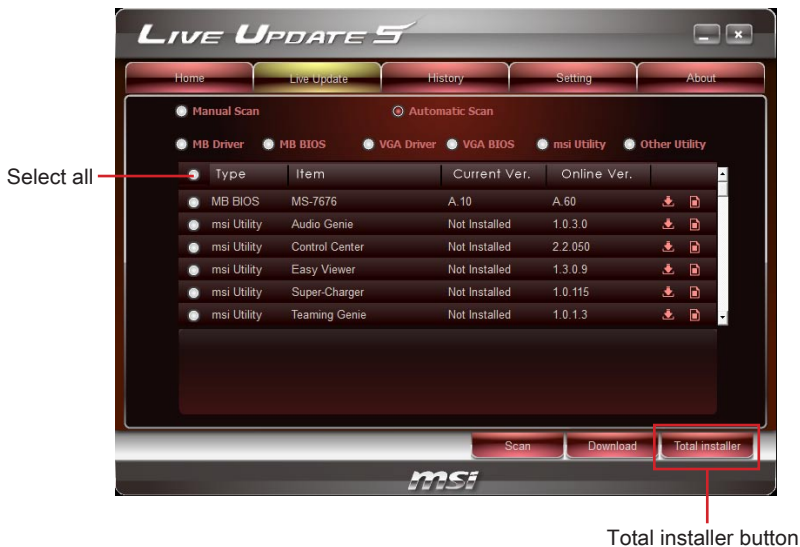 LIVE UPDATE 5
Home Live Update History Setting About
Manual Scan Automatic Scan
MB Driver MB BIOS VGA Driver VGA BIOS msi Utility Other Utility
Select all
Type Item Current Ver. Online Ver.
MB BIOS MS-7676 A.10 A.60
msi Utility Audio Genie Not Installed 1.0.3.0
msi Utility Control Center Not Installed 2.2.050
msi Utility Easy Viewer Not Installed 1.3.0.9
msi Utility Super-Charger Not Installed 1.0.115
msi Utility Teaming Genie Not Installed 1.0.1.3
Scan Download Total installer
msi
Total installer button